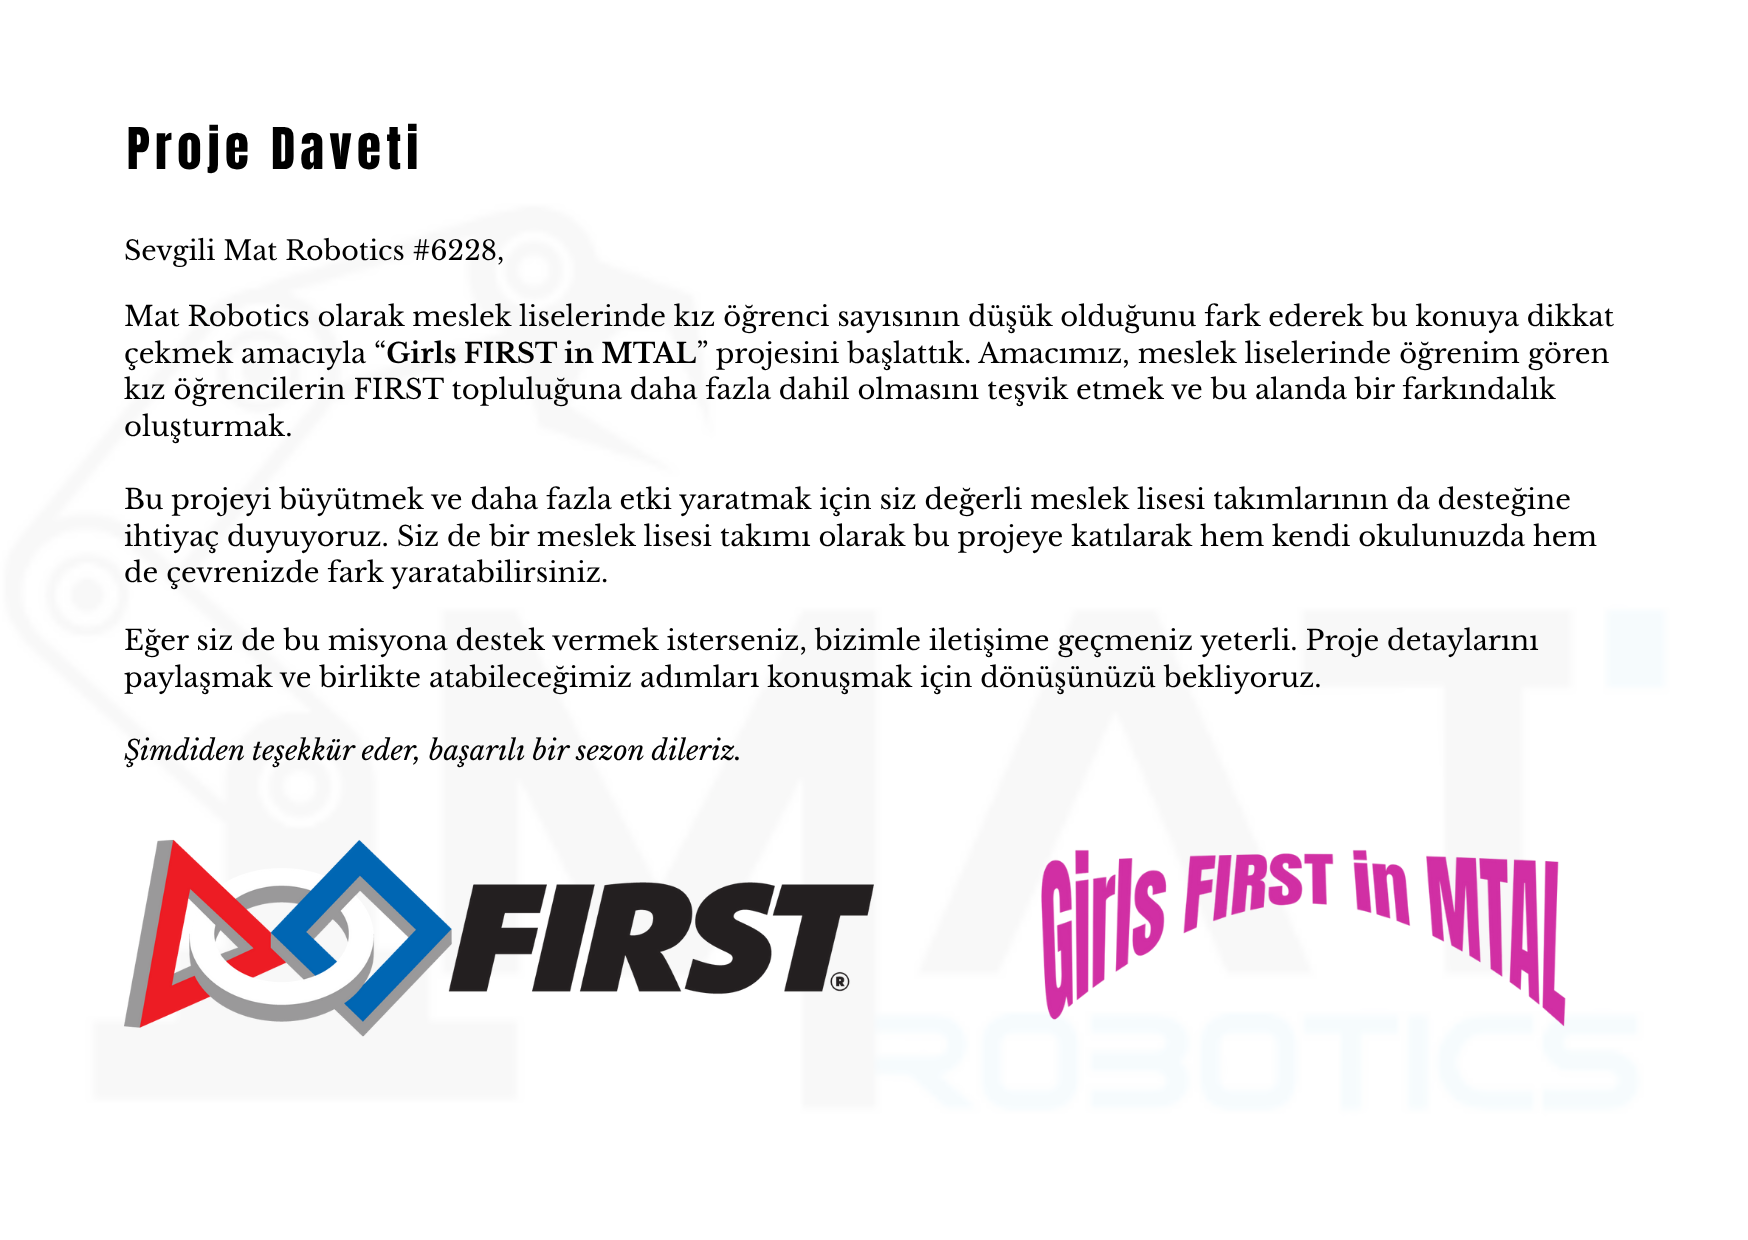 Proje Daveti
Sevgili Mat Robotics #6228,
Mat Robotics olarak meslek liselerinde kız öğrenci sayısının düşük olduğunu fark ederek bu konuya dikkat
çekmek amacıyla “Girls FIRST in MTAL” projesini başlattık. Amacımız, meslek liselerinde öğrenim gören
kız öğrencilerin FIRST topluluğuna daha fazla dahil olmasını teşvik etmek ve bu alanda bir farkındalık
oluşturmak.
Bu projeyi büyütmek ve daha fazla etki yaratmak için siz değerli meslek lisesi takımlarının da desteğine
ihtiyaç duyuyoruz. Siz de bir meslek lisesi takımı olarak bu projeye katılarak hem kendi okulunuzda hem
de çevrenizde fark yaratabilirsiniz.
Eğer siz de bu misyona destek vermek isterseniz, bizimle iletişime geçmeniz yeterli. Proje detaylarını
paylaşmak ve birlikte atabileceğimiz adımları konuşmak için dönüşünüzü bekliyoruz.
Şimdiden teşekkür eder, başarılı bir sezon dileriz.
FIRST®
Girls FIRST in MTAL
MAT
ROBOTICS